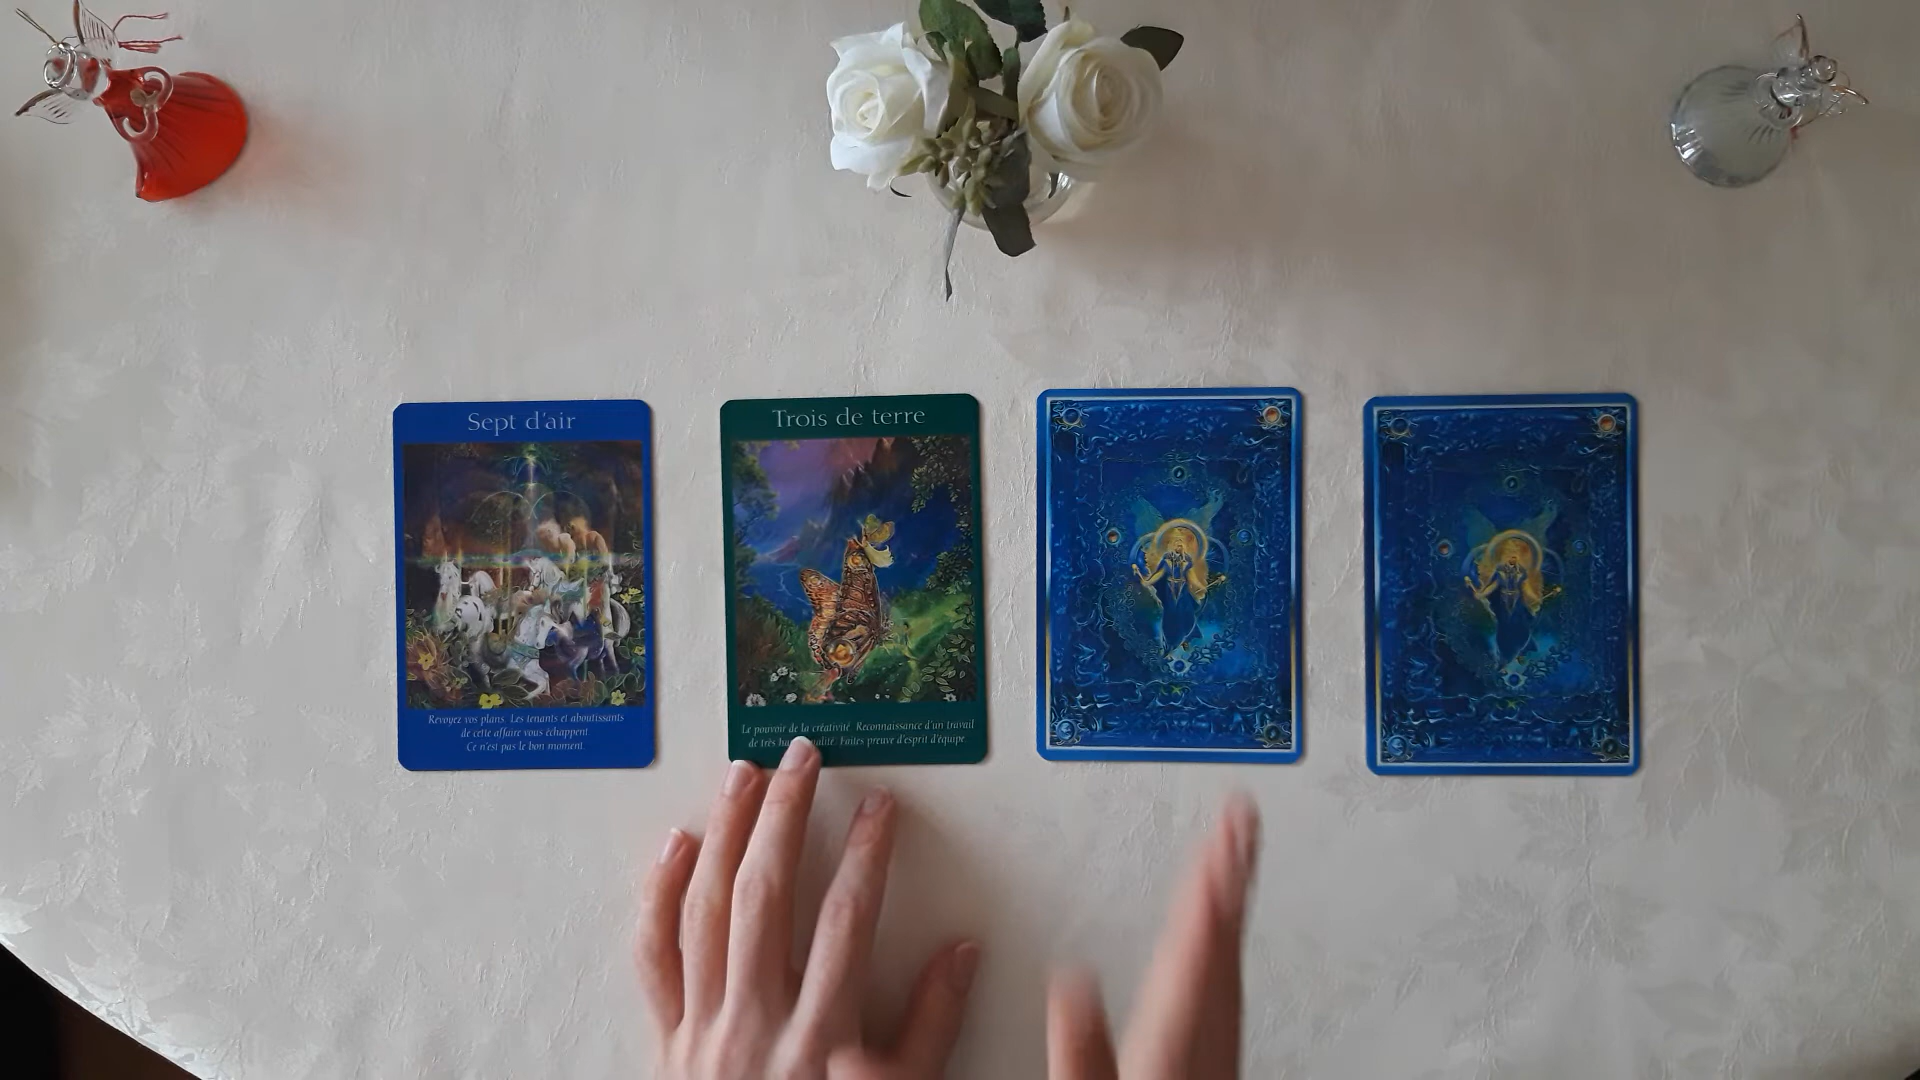 Sept d'air
Revoyez vos plans. Les tenants et aboutissants
de cette affaire vous échappent
Ce n'est pas le bon moment.
Trois de terre
Le pouvoir de la créativité. Reconnaissance d'un travail
de très qualité. Faites preuve d'esprit d'équipe